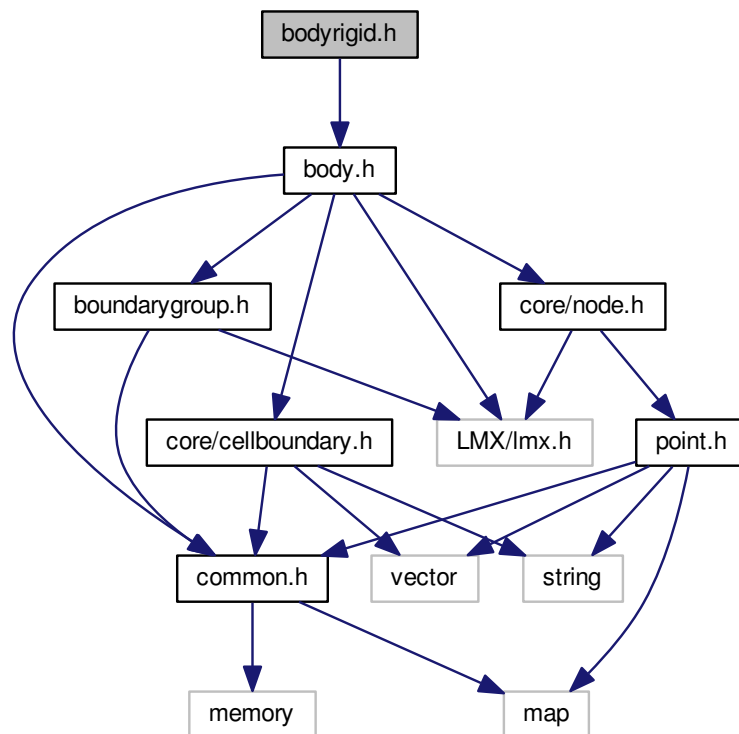 bodyrigid.h
body.h
boundarygroup.h
core/node.h
core/cellboundary.h
LMX/lmx.h
point.h
common.h
vector
string
memory
map